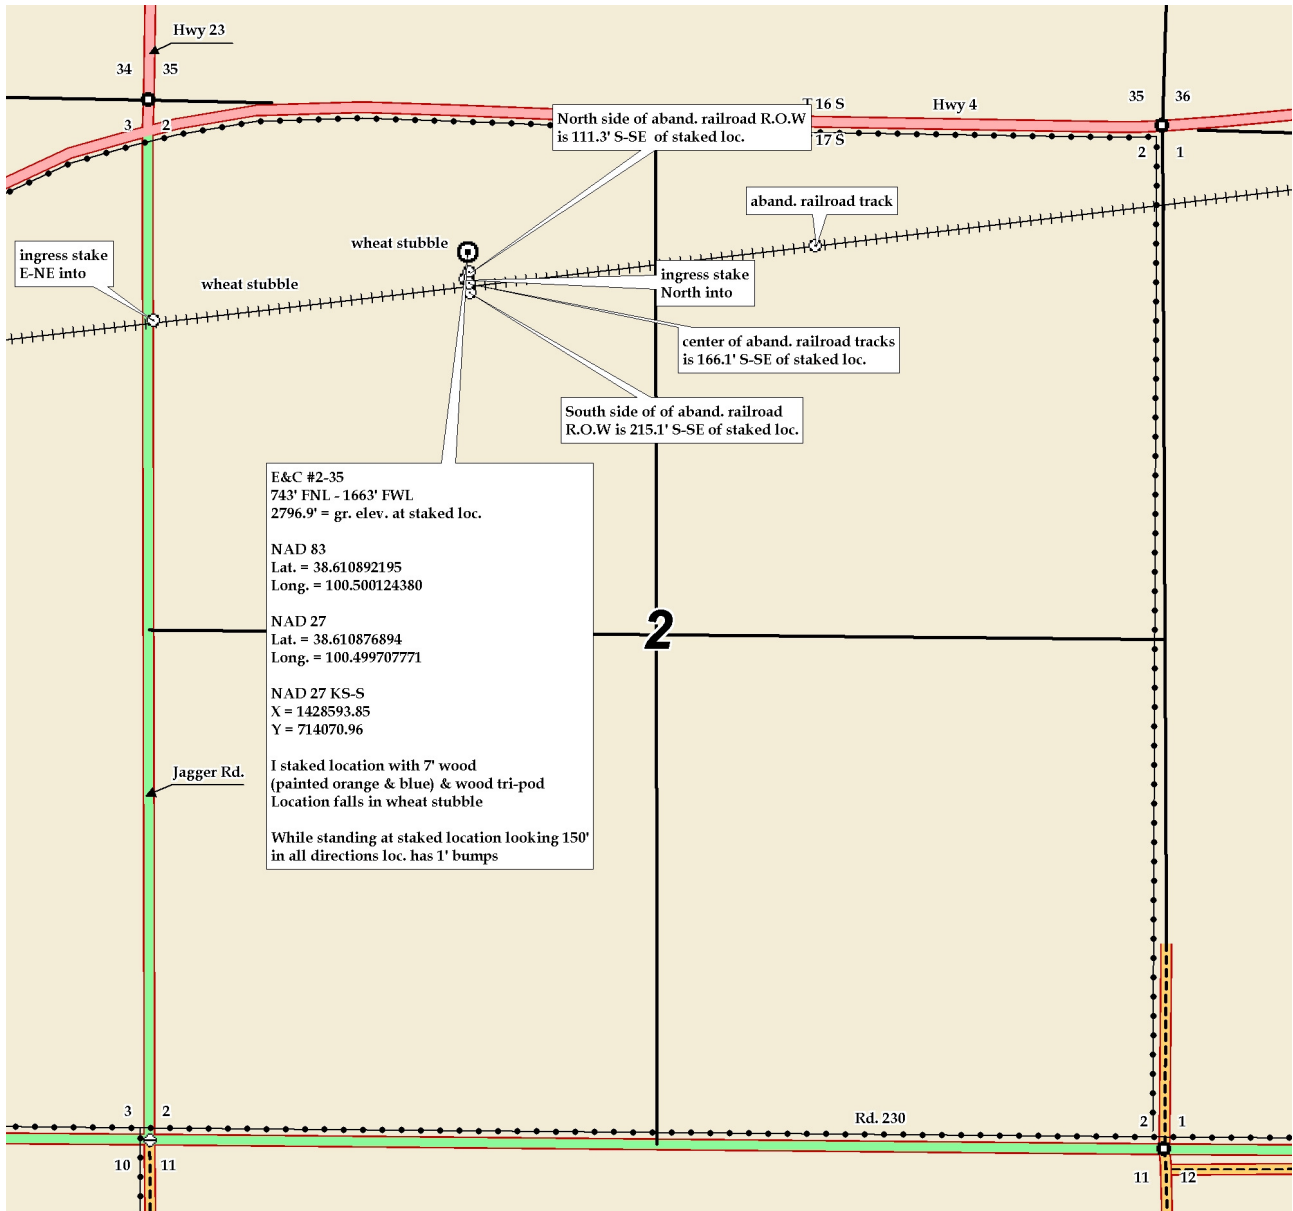 Hwy 23
34
35
35
36
T 16 S
Hwy 4
3
2
North side of aband. railroad R.O.W
is 111.3' S-SE of staked loc.
17 S
2
1
aband. railroad track
ingress stake
E-NE into
wheat stubble
wheat stubble
ingress stake
North into
center of aband. railroad tracks
is 166.1' S-SE of staked loc.
South side of of aband. railroad
R.O.W is 215.1' S-SE of staked loc.
E&C #2-35
743' FNL - 1663' FWL
2796.9' = gr. elev. at staked loc.
NAD 83
Lat. = 38.610892195
Long. = 100.500124380
NAD 27
Lat. = 38.610876894
Long. = 100.499707771
NAD 27 KS-S
X = 1428593.85
Y = 714070.96
I staked location with 7' wood
(painted orange & blue) & wood tri-pod
Location falls in wheat stubble
While standing at staked location looking 150'
in all directions loc. has 1' bumps
2
Jagger Rd.
3
2
Rd. 230
2
1
10
11
11
12